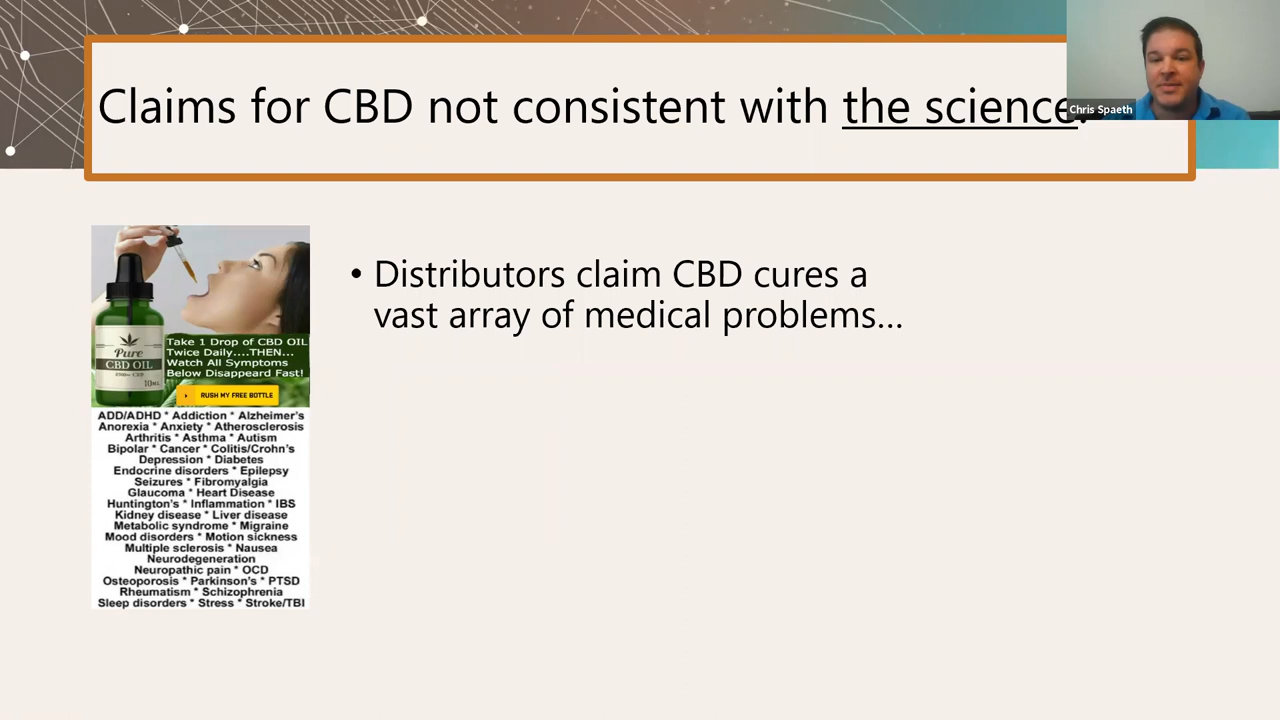 Claims for CBD not consistent with the science.
Chris Spaeth
• Distributors claim CBD cures a
vast array of medical problems...
Pure
CBD OIL
10ML
Take 1 Drop of CBD OIL
Twice Daily....THEN...
Watch All Symptoms
Below Disappeard Fast!
RUSH MY FREE BOTTLE
ADD/ADHD * Addiction * Alzheimer's
Anorexia * Anxiety * Atherosclerosis
Arthritis * Asthma * Autism
Bipolar * Cancer * Colitis/Crohn's
Depression * Diabetes
Endocrine disorders * Epilepsy
Seizures * Fibromyalgia
Glaucoma * Heart Disease
Huntington's * Inflammation * IBS
Kidney disease * Liver disease
Metabolic syndrome * Migraine
Mood disorders * Motion sickness
Multiple sclerosis * Nausea
Neurodegeneration
Neuropathic pain * OCD
Osteoporosis * Parkinson's * PTSD
Rheumatism * Schizophrenia
Sleep disorders * Stress * Stroke/TBI